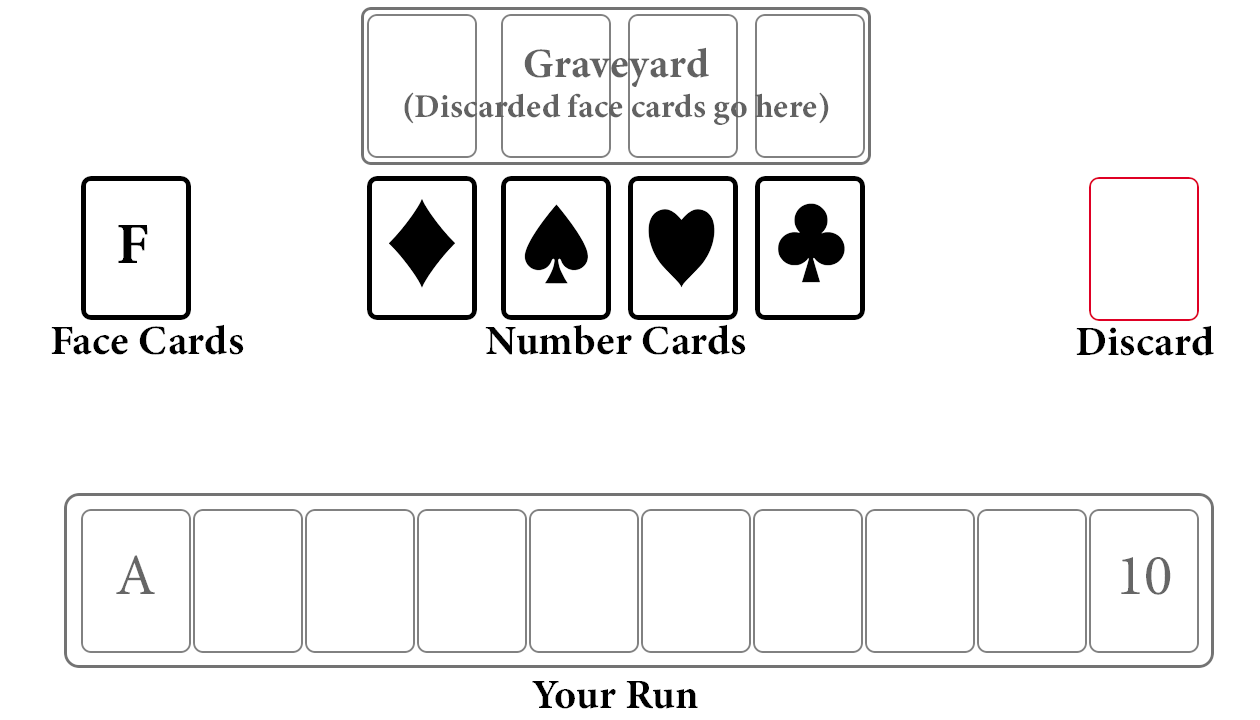 Graveyard
(Discarded face cards go here)
F
Face Cards
Number Cards
Discard
A
10
Your Run